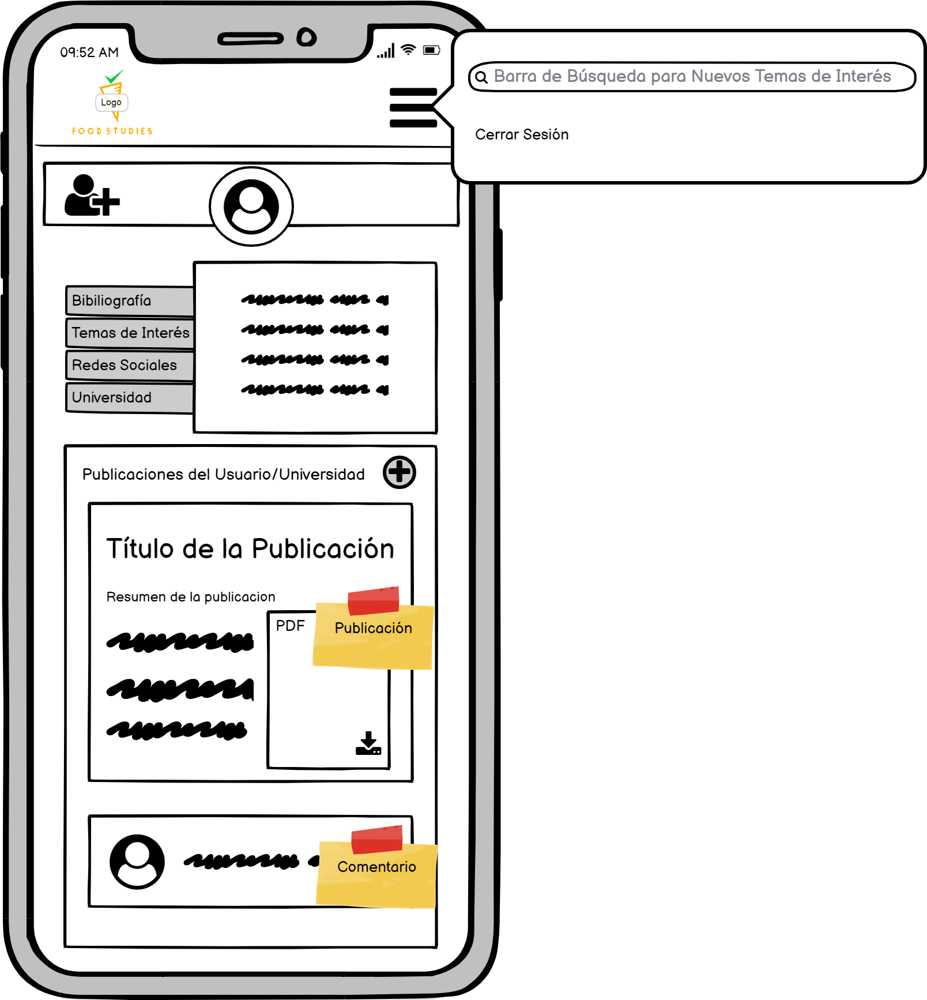 09:52 AM
Logo
FOOD STUDIES
Barra de Búsqueda para Nuevos Temas de Interés
Cerrar Sesión
Bibiliografía
Temas de Interés
Redes Sociales
Universidad
Publicaciones del Usuario/Universidad
Título de la Publicación
Resumen de la publicacion
PDF
Publicación
Comentario